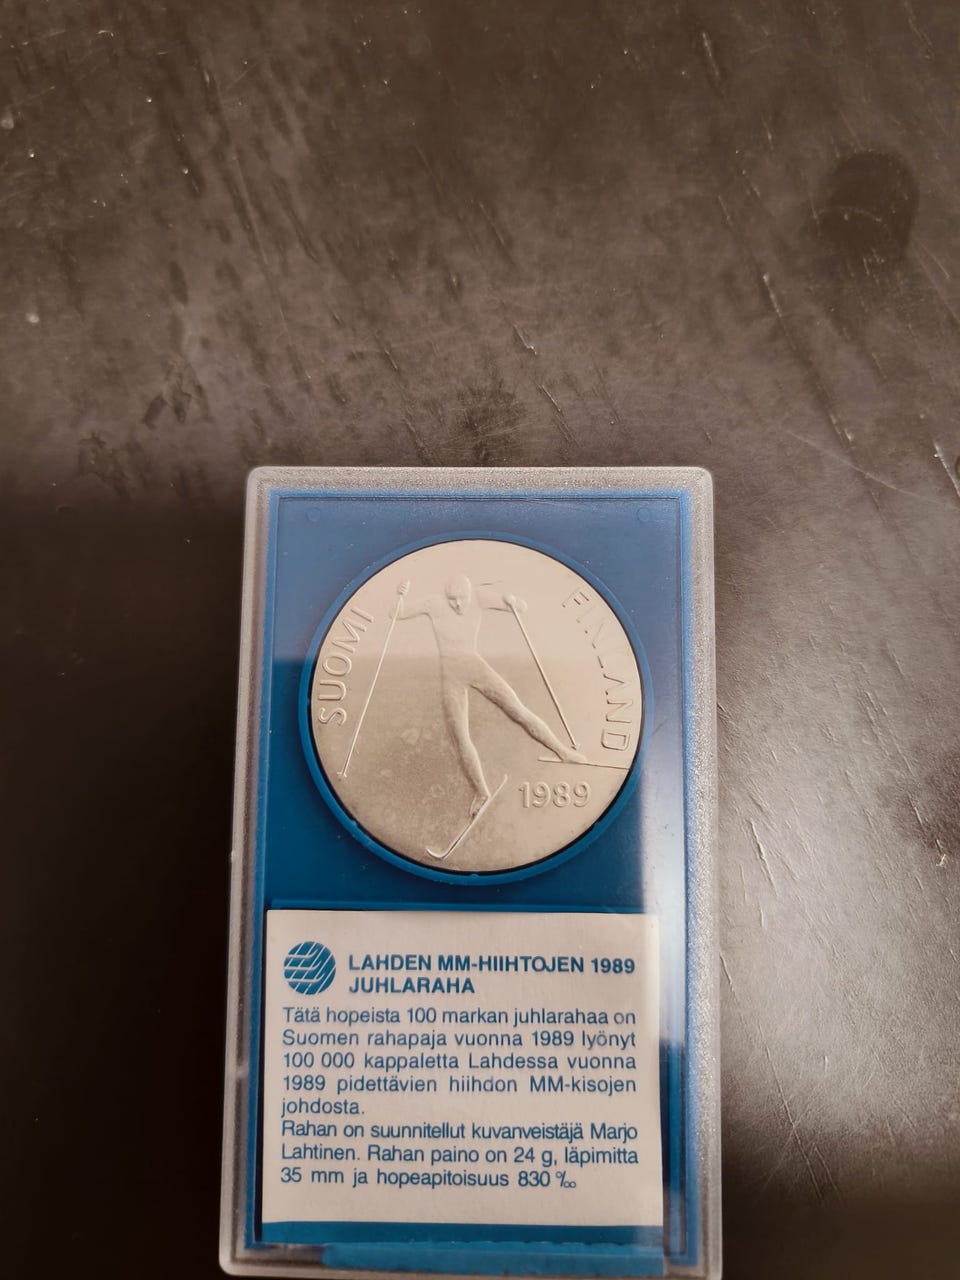 SUOMI
FINLAND
1989
LAHDEN MM-HIIHTOJEN 1989
JUHLARAHA
Tätä hopeista 100 markan juhlarahaa on
Suomen rahapaja vuonna 1989 lyönyt
100 000 kappaletta Lahdessa vuonna
1989 pidettävien hiihdon MM-kisojen
johdosta.
Rahan on suunnitellut kuvanveistäjä Marjo
Lahtinen. Rahan paino on 24 g, läpimitta
35 mm ja hopeapitoisuus 830 ‰